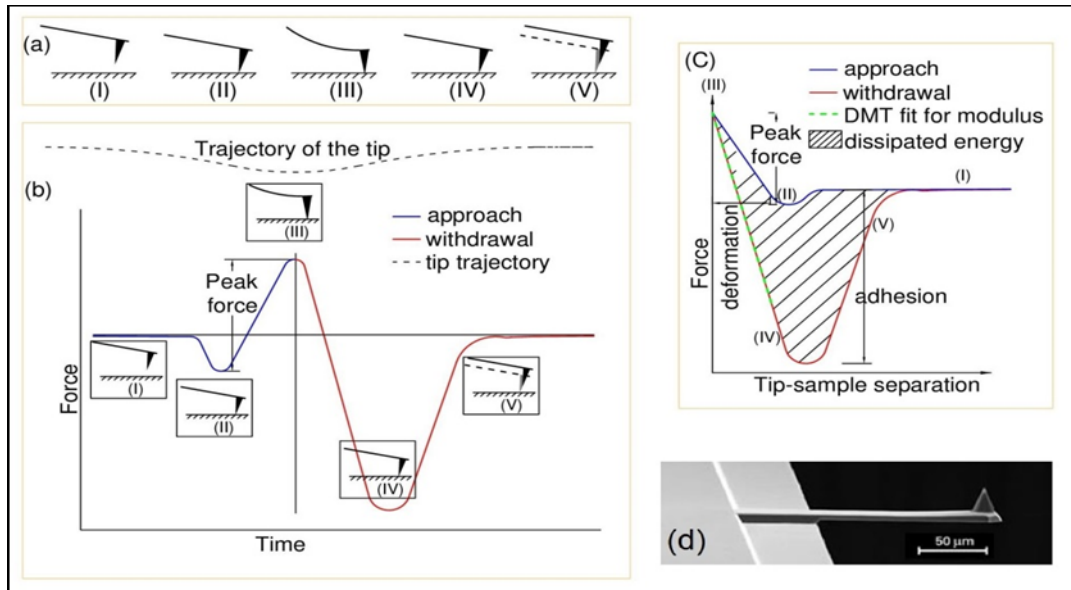 (a)
(I)
(II)
(III)
(IV)
(V)
Trajectory of the tip
(b)
(III)
approach
withdrawal
tip trajectory
Peak
force
(I)
(II)
(IV)
(V)
Force
Time
(C)
(III)
approach
withdrawal
DMT fit for modulus
dissipated energy
Peak
force
(II)
(I)
(V)
Force
deformation
adhesion
(IV)
Tip-sample separation
(d)
50 µm